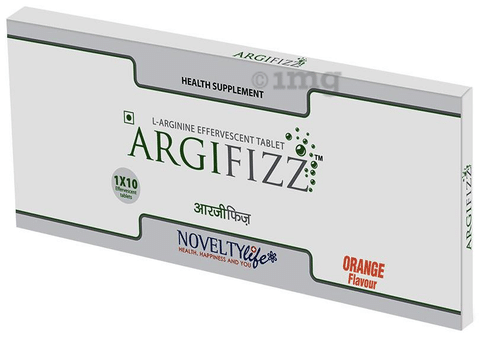 ARGIFIZZ
HEALTH SUPPLEMENT
© 1mg
L-ARGININE EFFERVESCENT TABLET
ARGIFIZZ™
1X10
Effervescent
tablets
आरजीफिज़
NOVELTY life
HEALTH, HAPPINESS AND YOU
ORANGE
Flavour
ARGIFIZZ